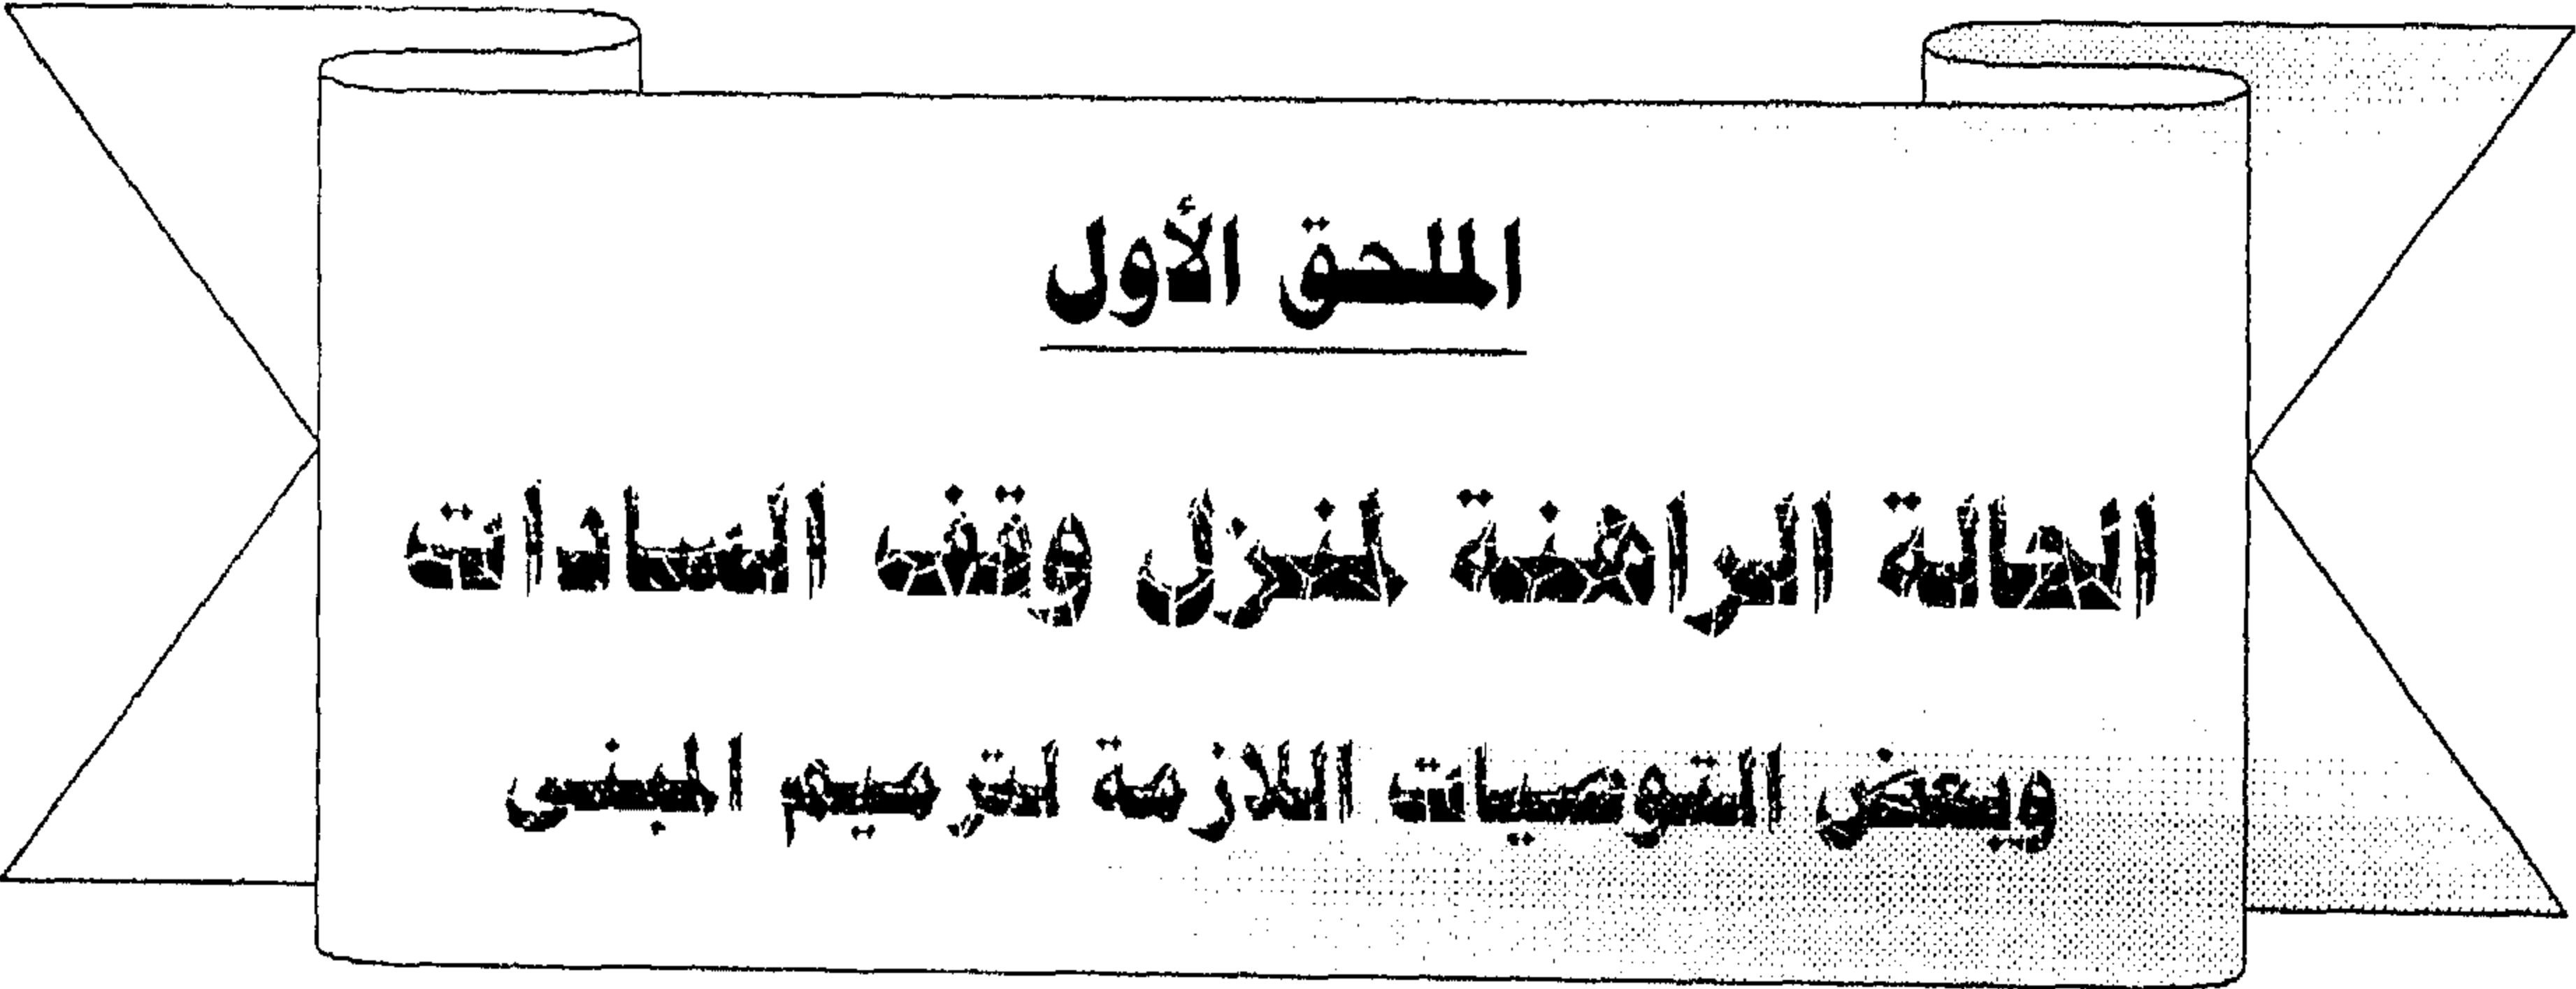 الملحق الأول
الحالة الراهنة لمنزل وقف السادات
وبعض التوصيات اللازمة لترميم المبنى